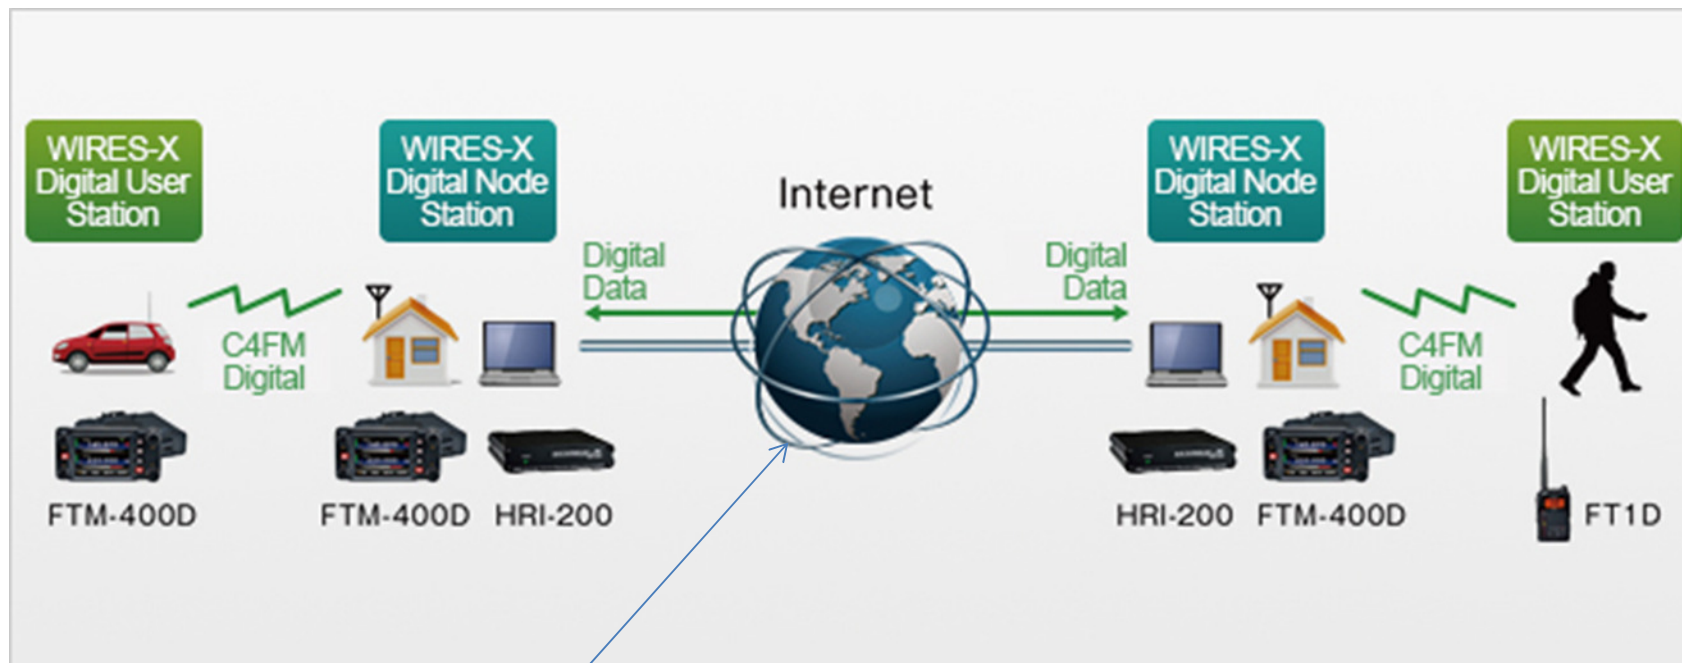 WIRES-X
Digital User
Station
WIRES-X
Digital Node
Station
Internet
WIRES-X
Digital Node
Station
WIRES-X
Digital User
Station
Digital
Data
Digital
Data
C4FM
Digital
C4FM
Digital
FTM-400D
FTM-400D
HRI-200
HRI-200
FTM-400D
FT1D